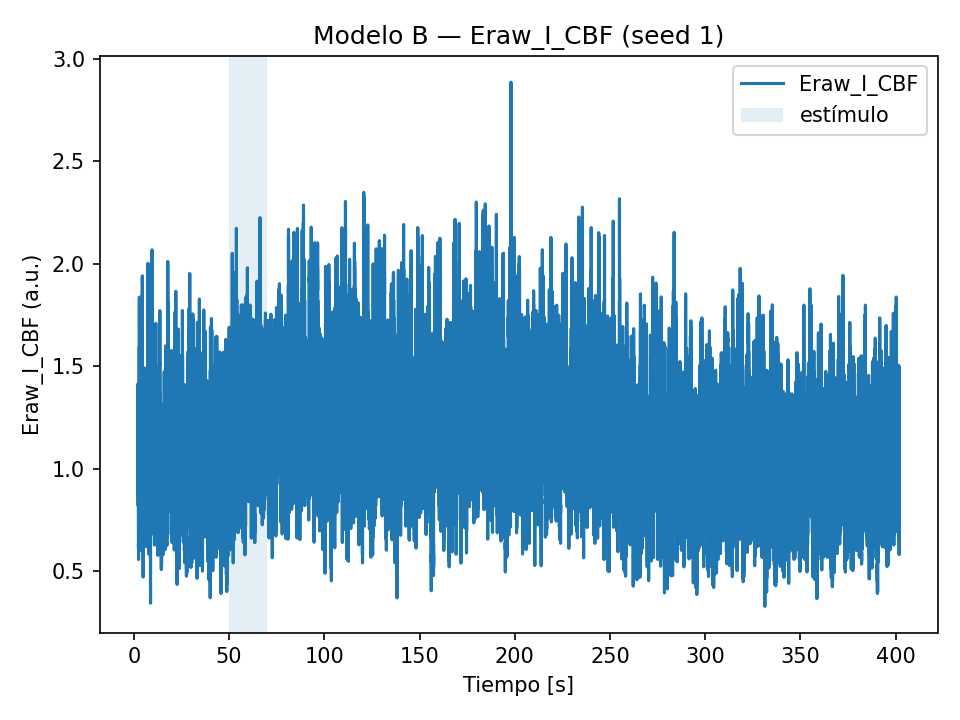 Modelo B — Eraw_I_CBF (seed 1)
Eraw_I_CBF
estímulo
Eraw_I_CBF (a.u.)
3.0
2.5
2.0
1.5
1.0
0.5
0 50 100 150 200 250 300 350 400
Tiempo [s]